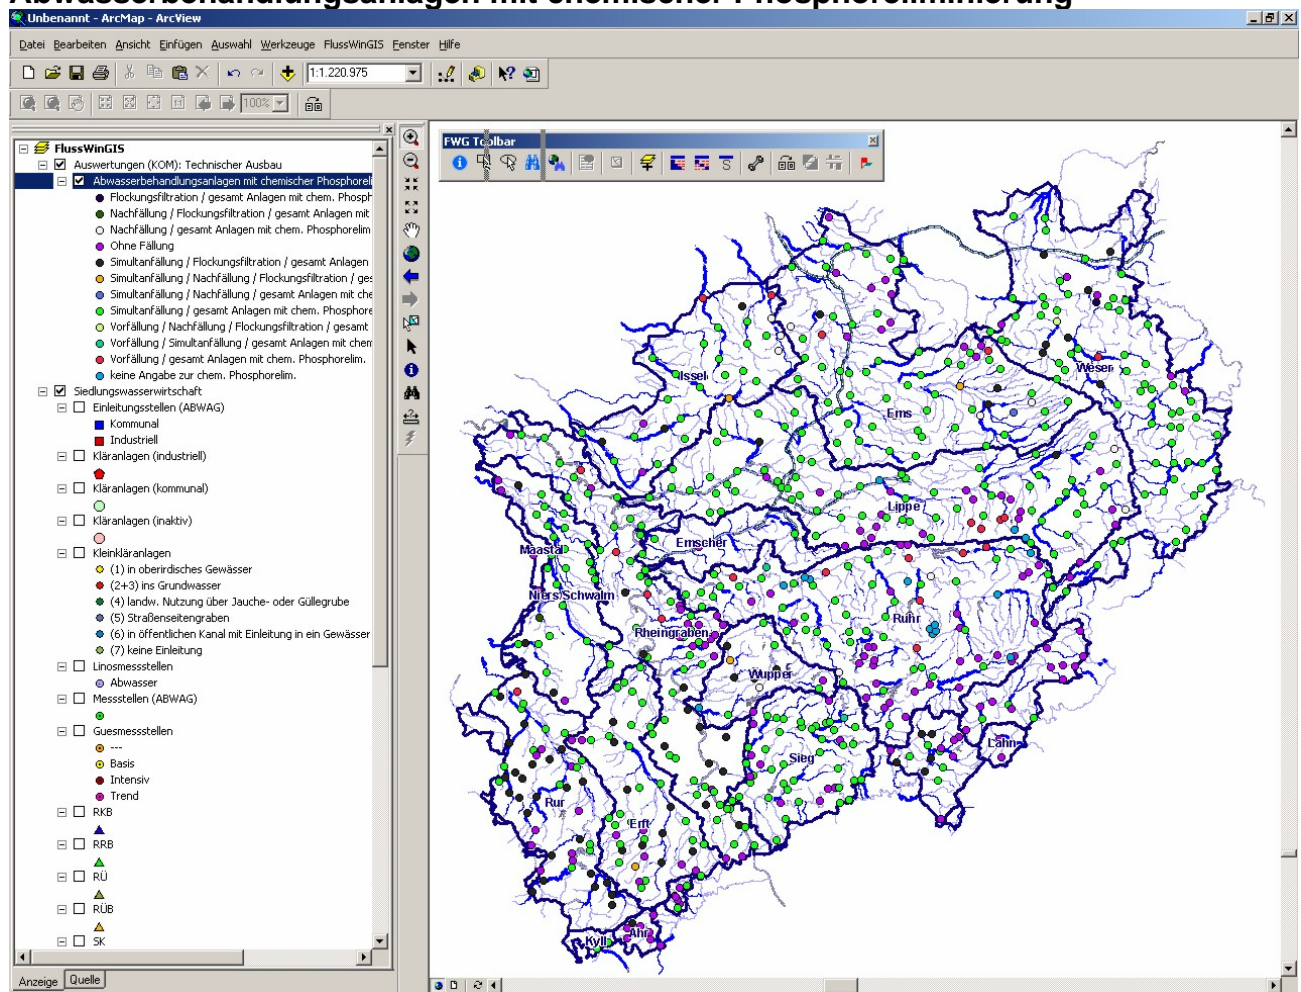 Abwasserbehandlungsanlagen mit chemischer Phosphoreliminierung
Unbenannt - ArcMap - ArcView
Datei Bearbeiten Ansicht Einfügen Auswahl Werkzeuge FlussWinGIS Fenster Hilfe
1:1.220.975
100%
FWG Toolbar
FlussWinGIS
Auswertungen (KOM): Technischer Ausbau
Abwasserbehandlungsanlagen mit chemischer Phosphoreli
Flockungsfiltration / gesamt Anlagen mit chem. Phosph
Nachfällung / Flockungsfiltration / gesamt Anlagen mit
Nachfällung / gesamt Anlagen mit chem. Phosphorelim
Ohne Fällung
Simultanfällung / Flockungsfiltration / gesamt Anlagen
Simultanfällung / Nachfällung / Flockungsfiltration / ges
Simultanfällung / Nachfällung / gesamt Anlagen mit che
Simultanfällung / gesamt Anlagen mit chem. Phosphore
Vorfällung / Nachfällung / Flockungsfiltration / gesamt
Vorfällung / Simultanfällung / gesamt Anlagen mit chem
Vorfällung / gesamt Anlagen mit chem. Phosphorelim.
keine Angabe zur chem. Phosphorelim.
Siedlungswasserwirtschaft
Einleitungsstellen (ABWAG)
Kommunal
Industriell
Kläranlagen (industriell)
Kläranlagen (kommunal)
Kläranlagen (inaktiv)
Kleinkläranlagen
(1) in oberirdisches Gewässer
(2+3) ins Grundwasser
(4) landw. Nutzung über Jauche- oder Güllegrube
(5) Straßenseitengraben
(6) in öffentlichen Kanal mit Einleitung in ein Gewässer
(7) keine Einleitung
Linosmessstellen
Abwasser
Messstellen (ABWAG)
Guesmessstellen
---
Basis
Intensiv
Trend
RKB
RRB
RÜ
RÜB
SK
Anzeige Quelle
Issel
Weser
Ems
Lippe
Emscher
Maastal
Niers/Schwalm
Ruhr
Rheingraben
Wupper
Lahn
Sieg
Rur
Erft
Kyll
Ahr